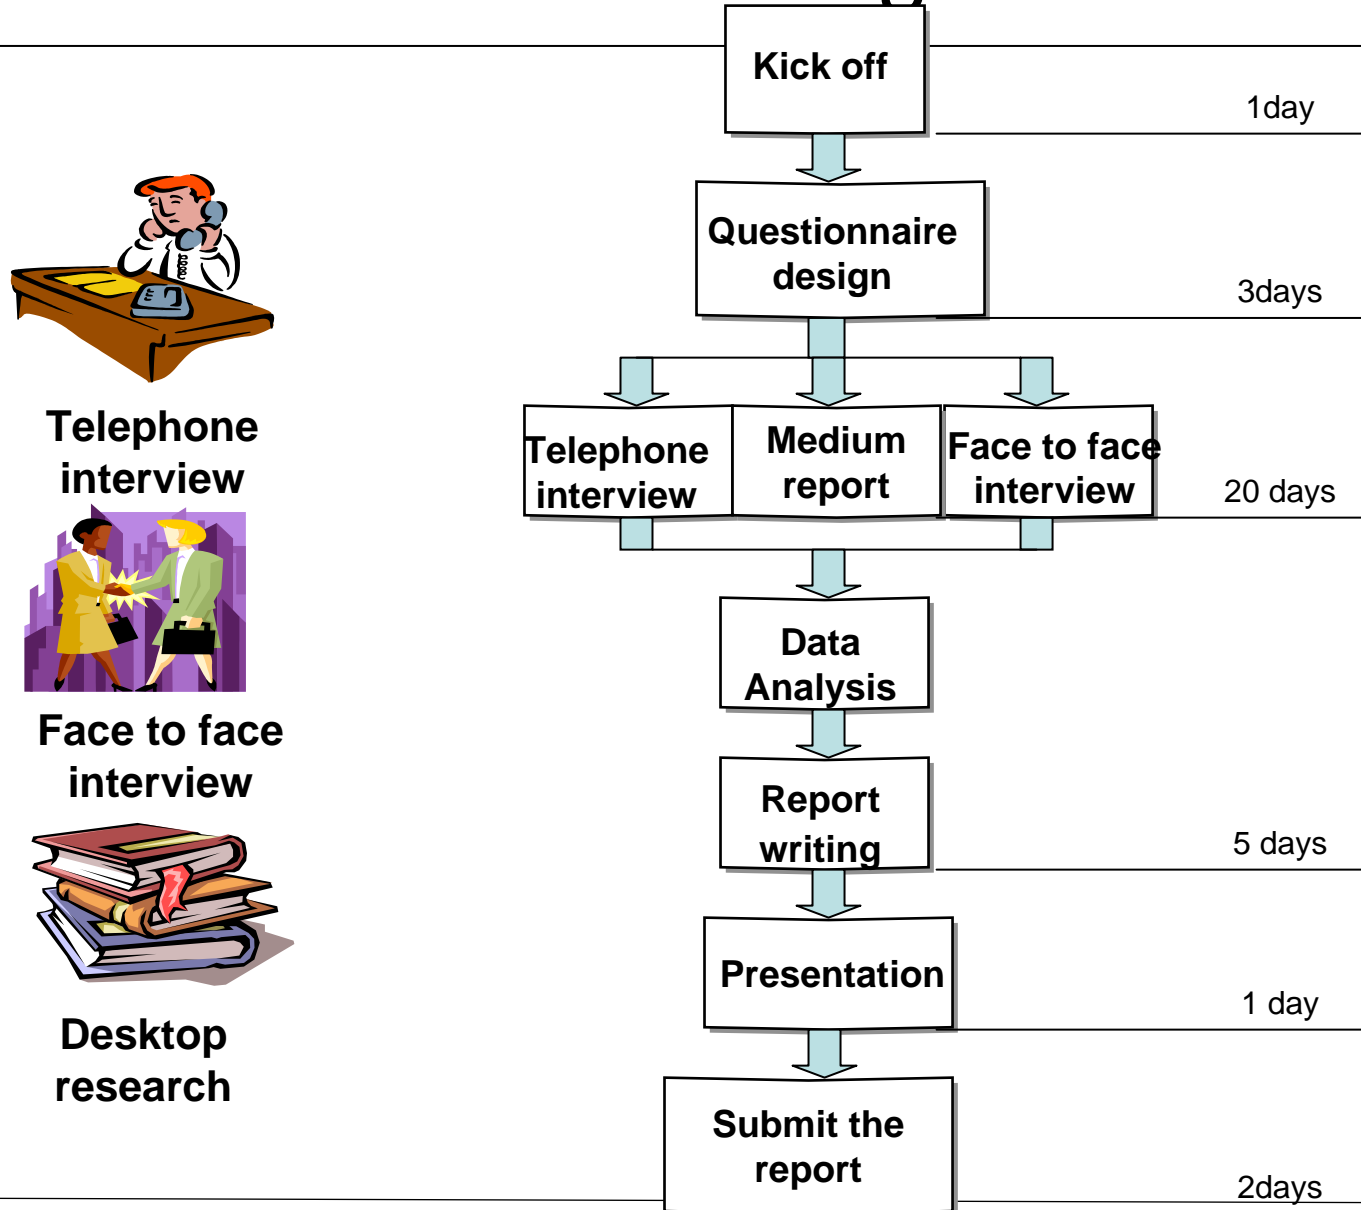 Kick off
1day
Questionnaire
design
3days
Telephone
interview
Medium
report
Face to face
interview
20 days
Data
Analysis
Report
writing
5 days
Presentation
1 day
Submit the
report
2days
Telephone
interview
Face to face
interview
Desktop
research